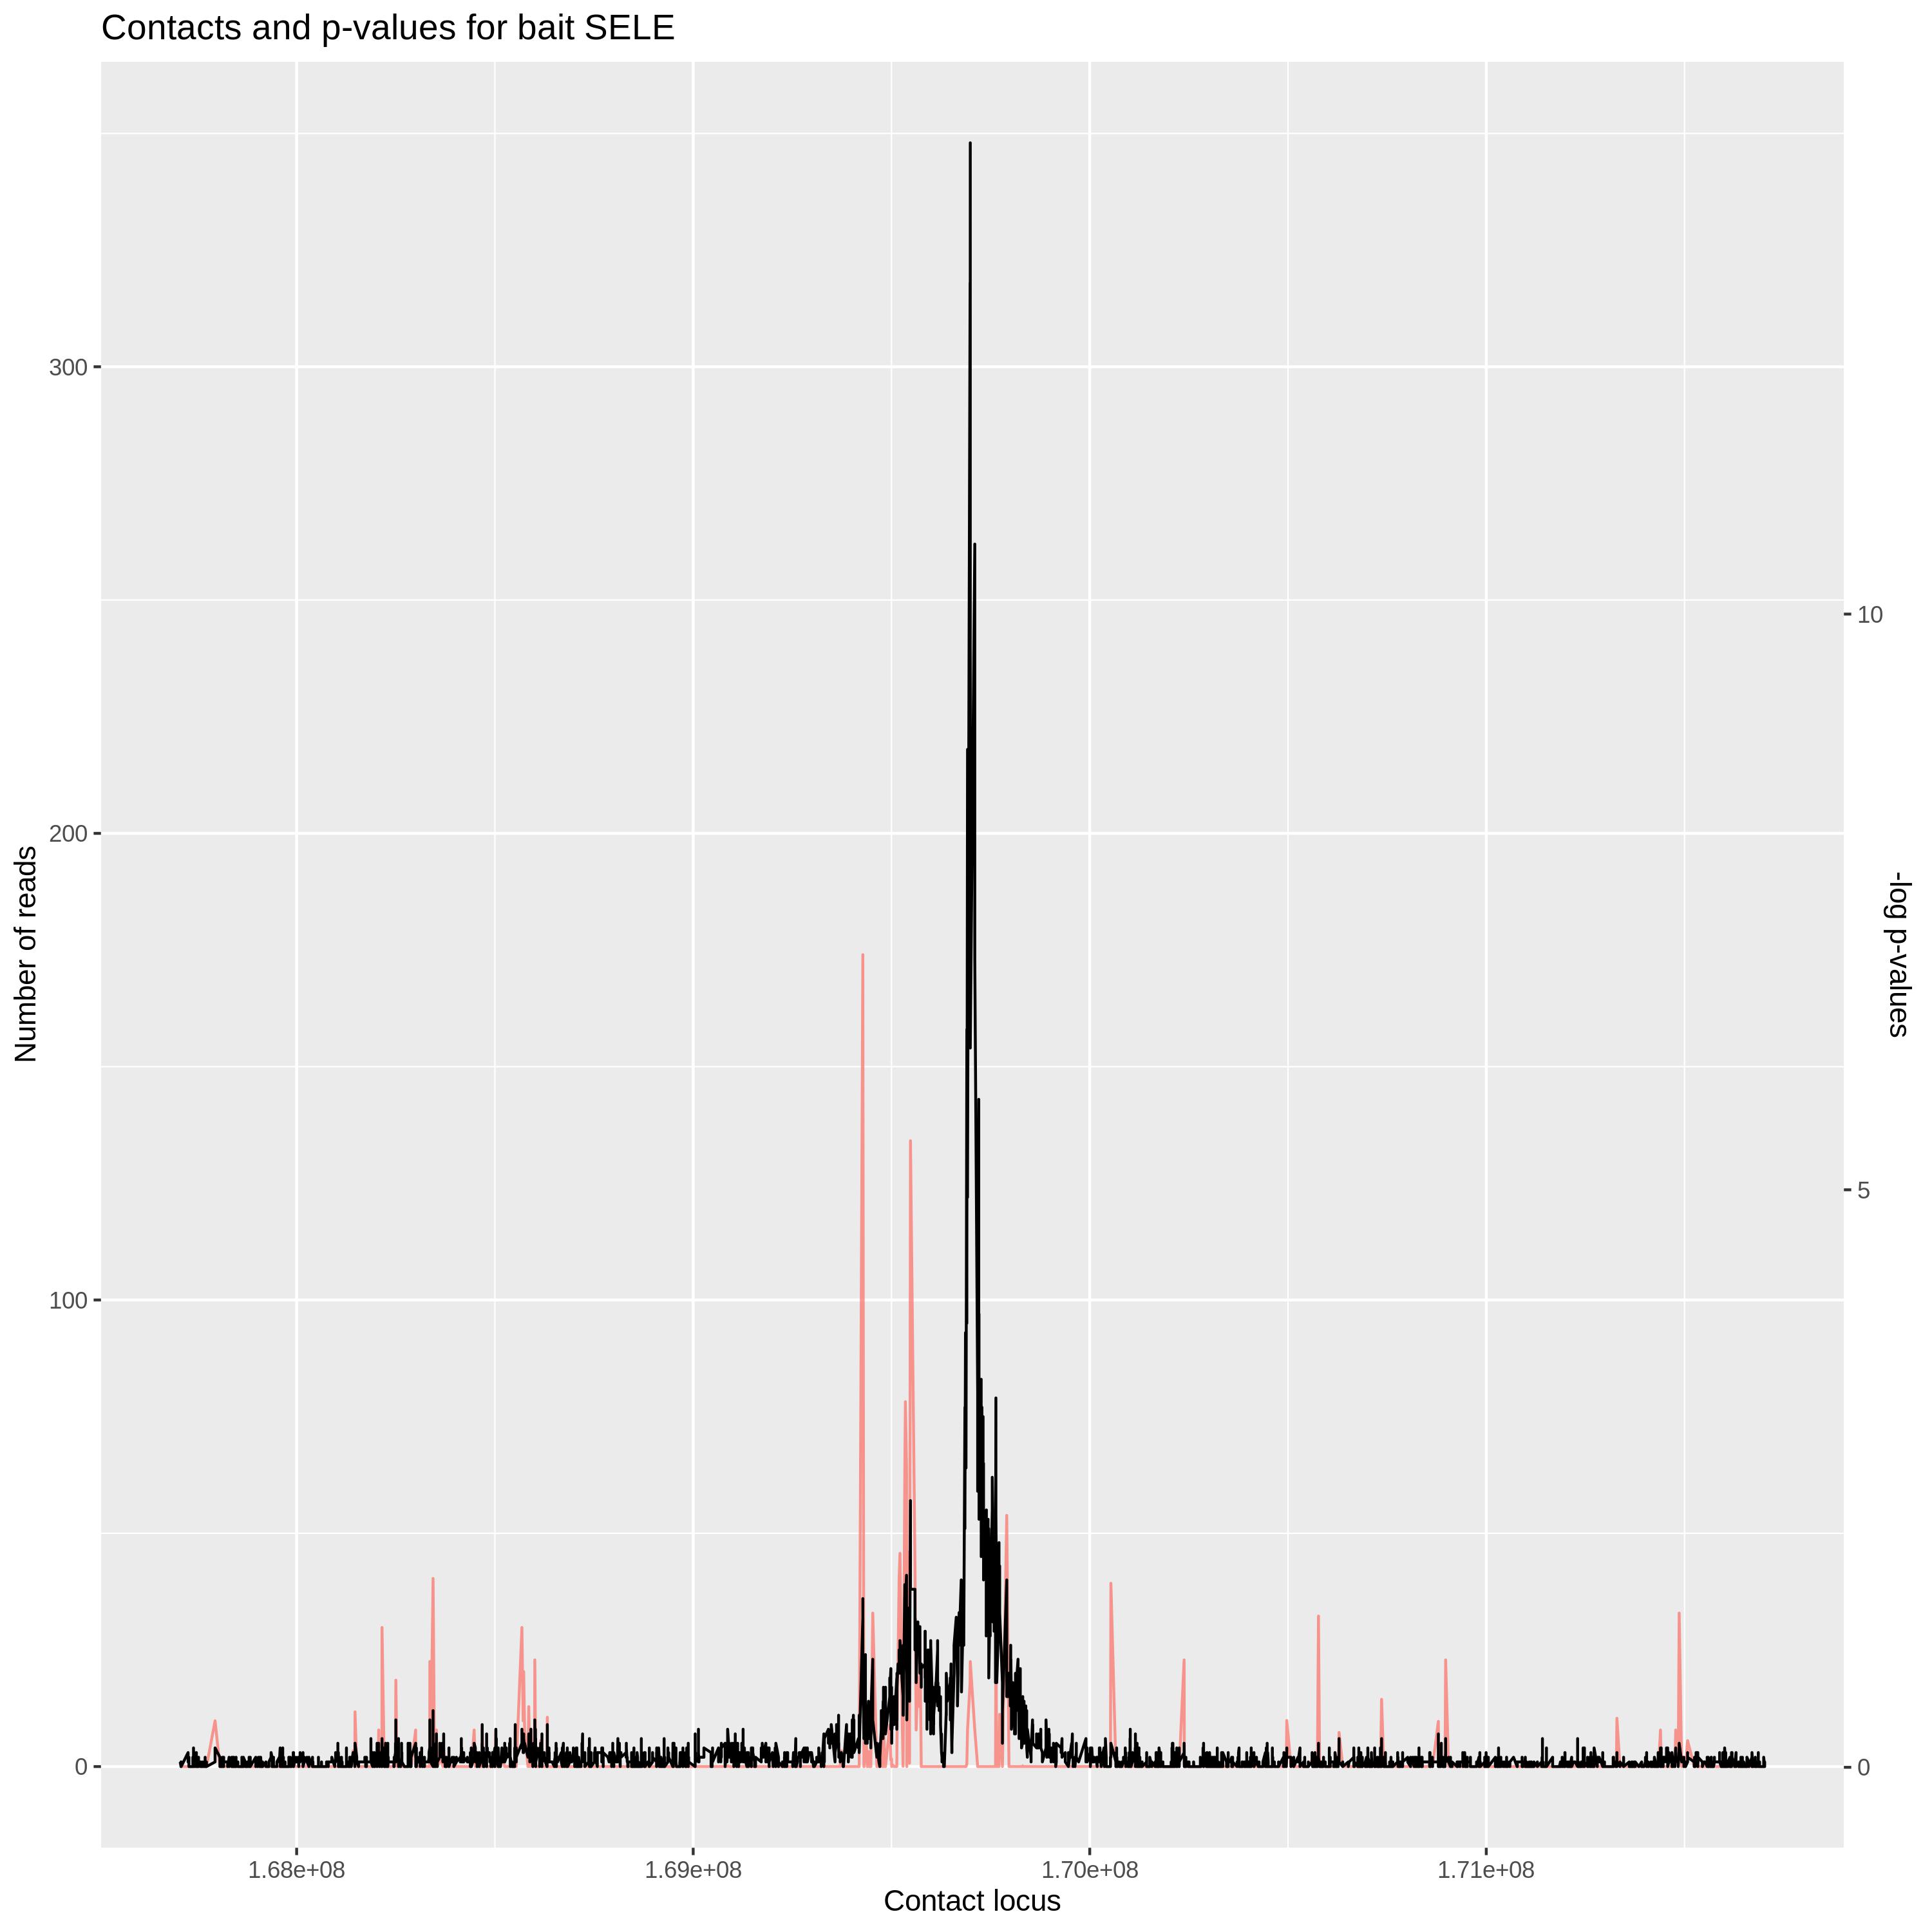 Contacts and p-values for bait SELE
300
200
100
0
Number of reads
10
5
0
-log p-values
1.68e+08
1.69e+08
1.70e+08
1.71e+08
Contact locus